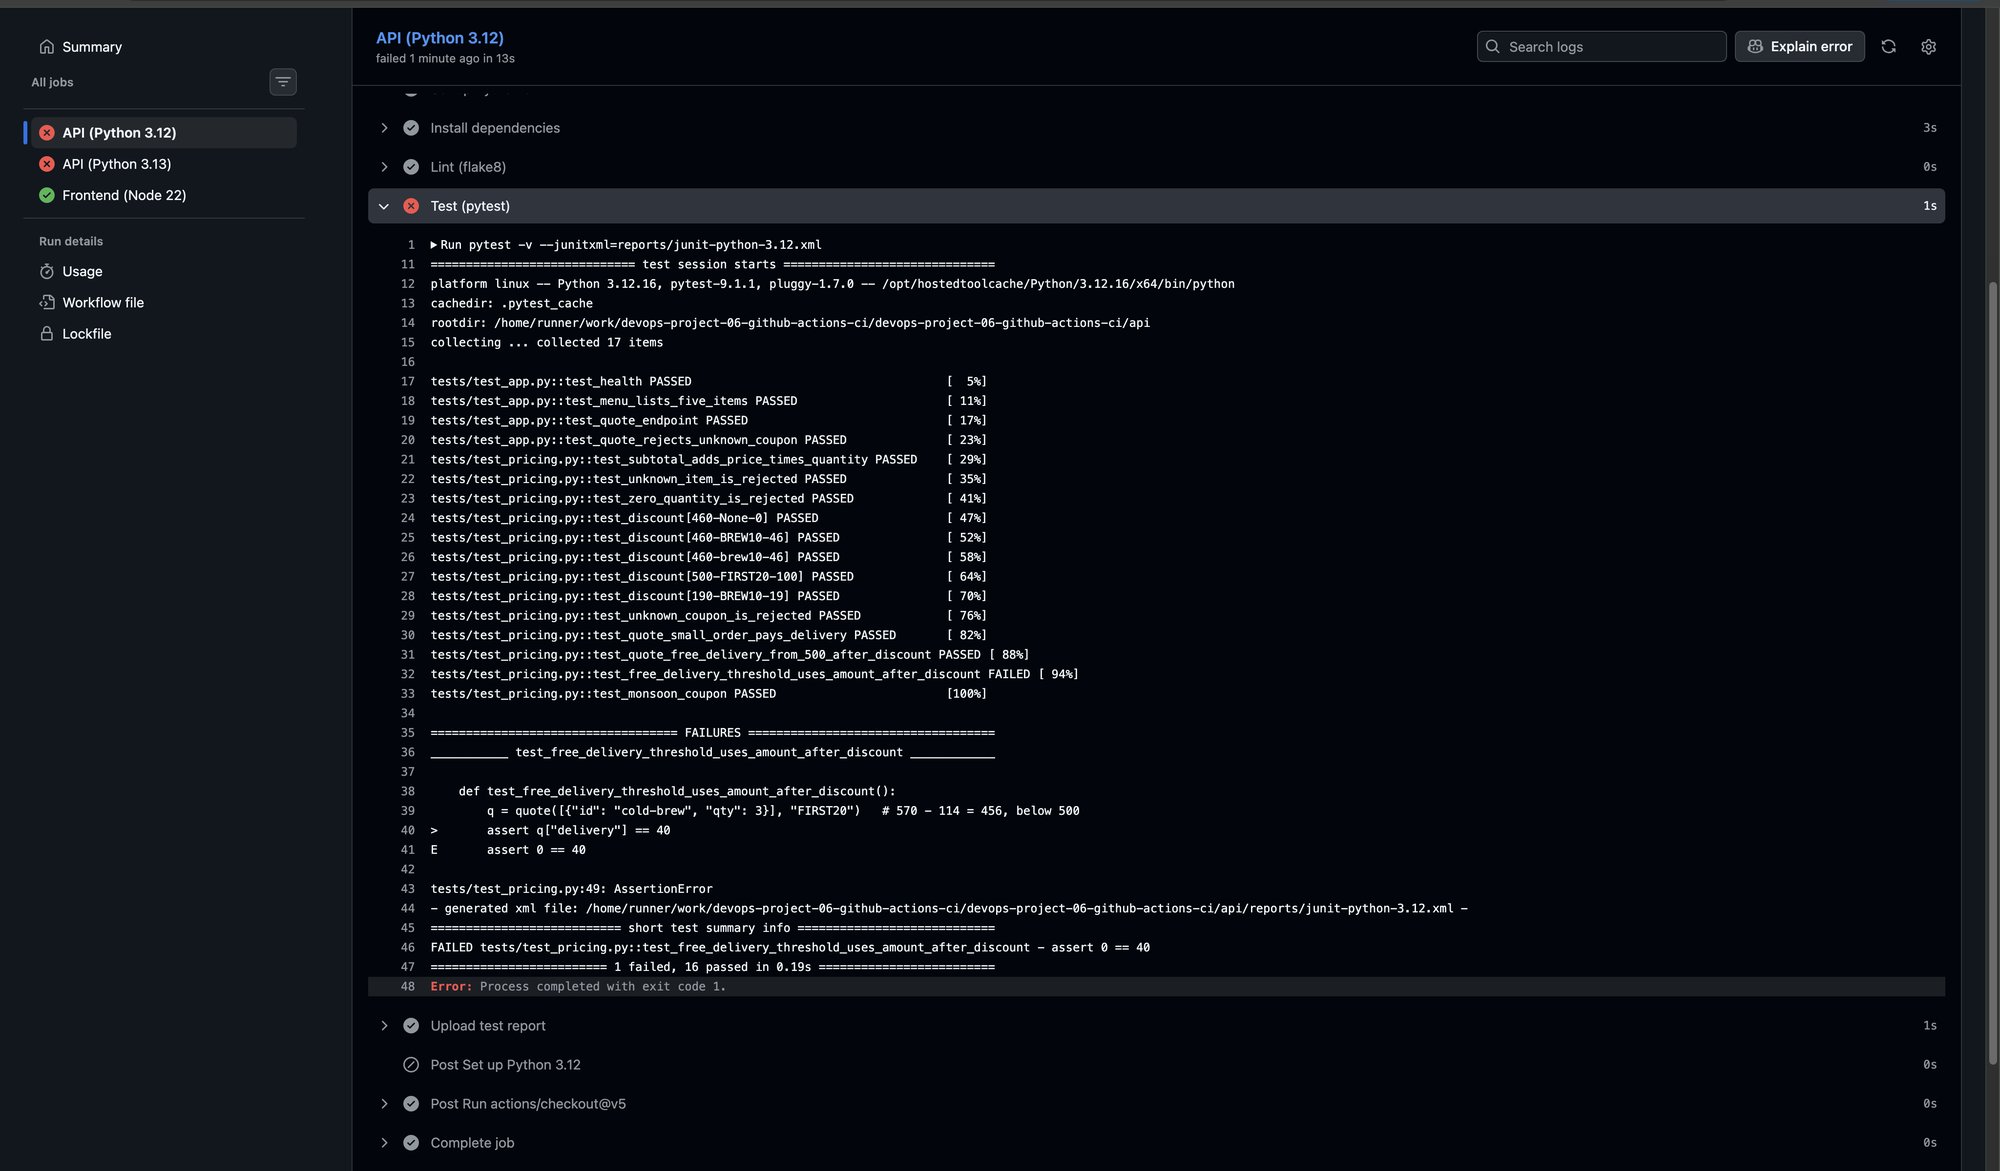 Summary
All jobs
API (Python 3.12)
API (Python 3.13)
Frontend (Node 22)
Run details
Usage
Workflow file
Lockfile
API (Python 3.12)
failed 1 minute ago in 13s
Search logs
Explain error
Install dependencies 3s
Lint (flake8) 0s
Test (pytest) 1s
1 Run pytest -v --junitxml=reports/junit-python-3.12.xml
11 ============================= test session starts ==============================
12 platform linux -- Python 3.12.16, pytest-9.1.1, pluggy-1.7.0 -- /opt/hostedtoolcache/Python/3.12.16/x64/bin/python
13 cachedir: .pytest_cache
14 rootdir: /home/runner/work/devops-project-06-github-actions-ci/devops-project-06-github-actions-ci/api
15 collecting ... collected 17 items
16
17 tests/test_app.py::test_health PASSED [  5%]
18 tests/test_app.py::test_menu_lists_five_items PASSED [ 11%]
19 tests/test_app.py::test_quote_endpoint PASSED [ 17%]
20 tests/test_app.py::test_quote_rejects_unknown_coupon PASSED [ 23%]
21 tests/test_pricing.py::test_subtotal_adds_price_times_quantity PASSED [ 29%]
22 tests/test_pricing.py::test_unknown_item_is_rejected PASSED [ 35%]
23 tests/test_pricing.py::test_zero_quantity_is_rejected PASSED [ 41%]
24 tests/test_pricing.py::test_discount[460-None-0] PASSED [ 47%]
25 tests/test_pricing.py::test_discount[460-BREW10-46] PASSED [ 52%]
26 tests/test_pricing.py::test_discount[460-brew10-46] PASSED [ 58%]
27 tests/test_pricing.py::test_discount[500-FIRST20-100] PASSED [ 64%]
28 tests/test_pricing.py::test_discount[190-BREW10-19] PASSED [ 70%]
29 tests/test_pricing.py::test_unknown_coupon_is_rejected PASSED [ 76%]
30 tests/test_pricing.py::test_quote_small_order_pays_delivery PASSED [ 82%]
31 tests/test_pricing.py::test_quote_free_delivery_from_500_after_discount PASSED [ 88%]
32 tests/test_pricing.py::test_free_delivery_threshold_uses_amount_after_discount FAILED [ 94%]
33 tests/test_pricing.py::test_monsoon_coupon PASSED [100%]
34
35 =================================== FAILURES ===================================
36 ___________ test_free_delivery_threshold_uses_amount_after_discount ____________
37
38 def test_free_delivery_threshold_uses_amount_after_discount():
39 q = quote([{"id": "cold-brew", "qty": 3}], "FIRST20")   # 570 - 114 = 456, below 500
40 > assert q["delivery"] == 40
41 E assert 0 == 40
42
43 tests/test_pricing.py:49: AssertionError
44 - generated xml file: /home/runner/work/devops-project-06-github-actions-ci/devops-project-06-github-actions-ci/api/reports/junit-python-3.12.xml -
45 =========================== short test summary info ============================
46 FAILED tests/test_pricing.py::test_free_delivery_threshold_uses_amount_after_discount - assert 0 == 40
47 ========================= 1 failed, 16 passed in 0.19s =========================
48 Error: Process completed with exit code 1.
Upload test report 1s
Post Set up Python 3.12 0s
Post Run actions/checkout@v5 0s
Complete job 0s